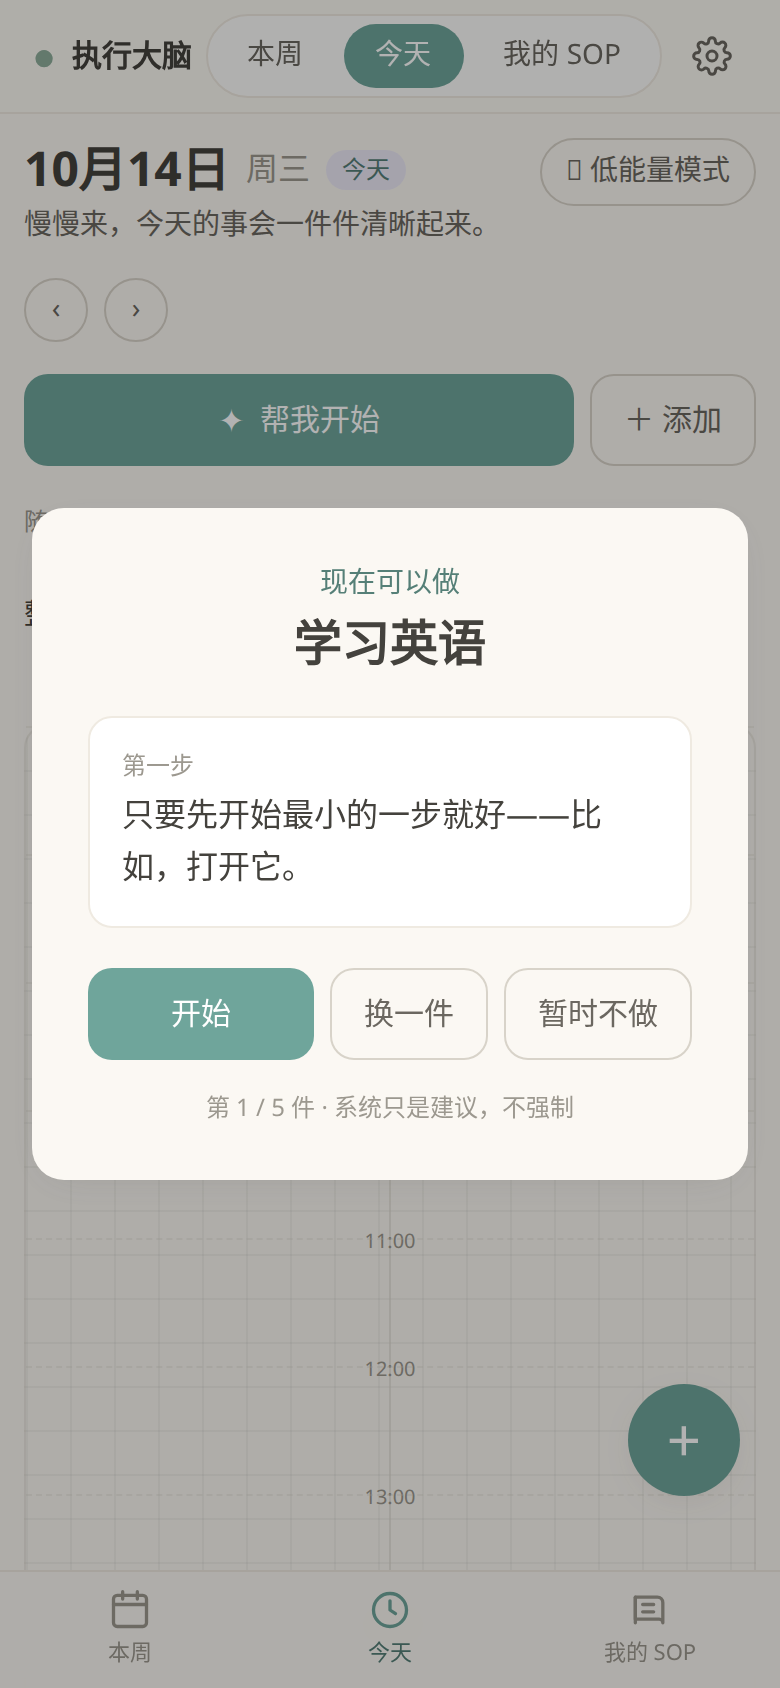 执行大脑
本周
今天
我的 SOP
10月14日 周三 今天
低能量模式
慢慢来，今天的事会一件件清晰起来。
‹ ›
✦ 帮我开始
＋ 添加
现在可以做
学习英语
第一步
只要先开始最小的一步就好——比
如，打开它。
开始
换一件
暂时不做
第 1 / 5 件 · 系统只是建议，不强制
11:00
12:00
+
13:00
本周
今天
我的 SOP